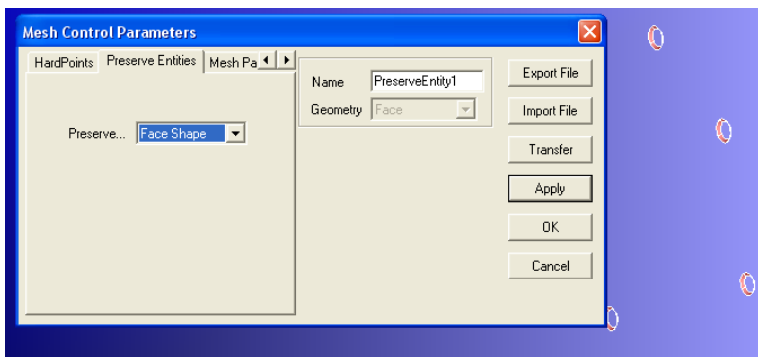 Mesh Control Parameters
HardPoints Preserve Entities Mesh Pa
Preserve... Face Shape
Name PreserveEntity1
Geometry Face
Export File
Import File
Transfer
Apply
OK
Cancel